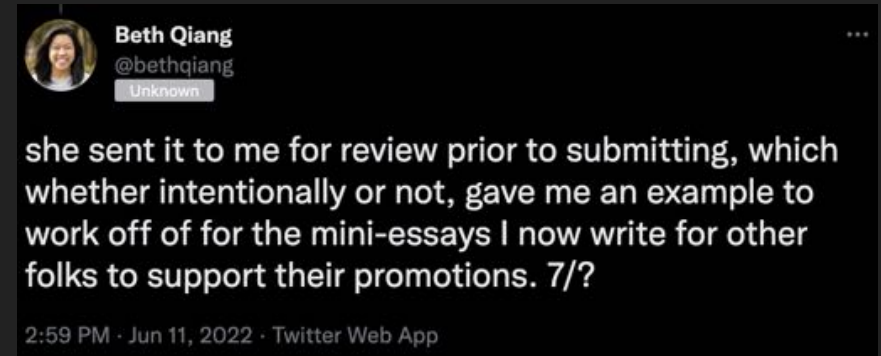 Beth Qiang
@bethqiang
Unknown
she sent it to me for review prior to submitting, which
whether intentionally or not, gave me an example to
work off of for the mini-essays I now write for other
folks to support their promotions. 7/?
2:59 PM · Jun 11, 2022 · Twitter Web App